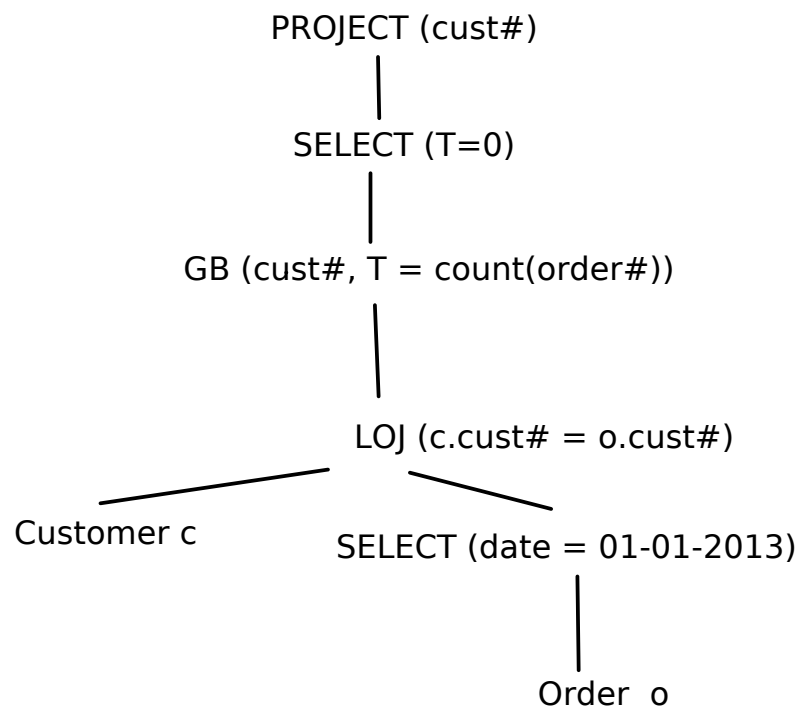 PROJECT (cust#)
SELECT (T=0)
GB (cust#, T = count(order#))
LOJ (c.cust# = o.cust#)
Customer c
SELECT (date = 01-01-2013)
Order o